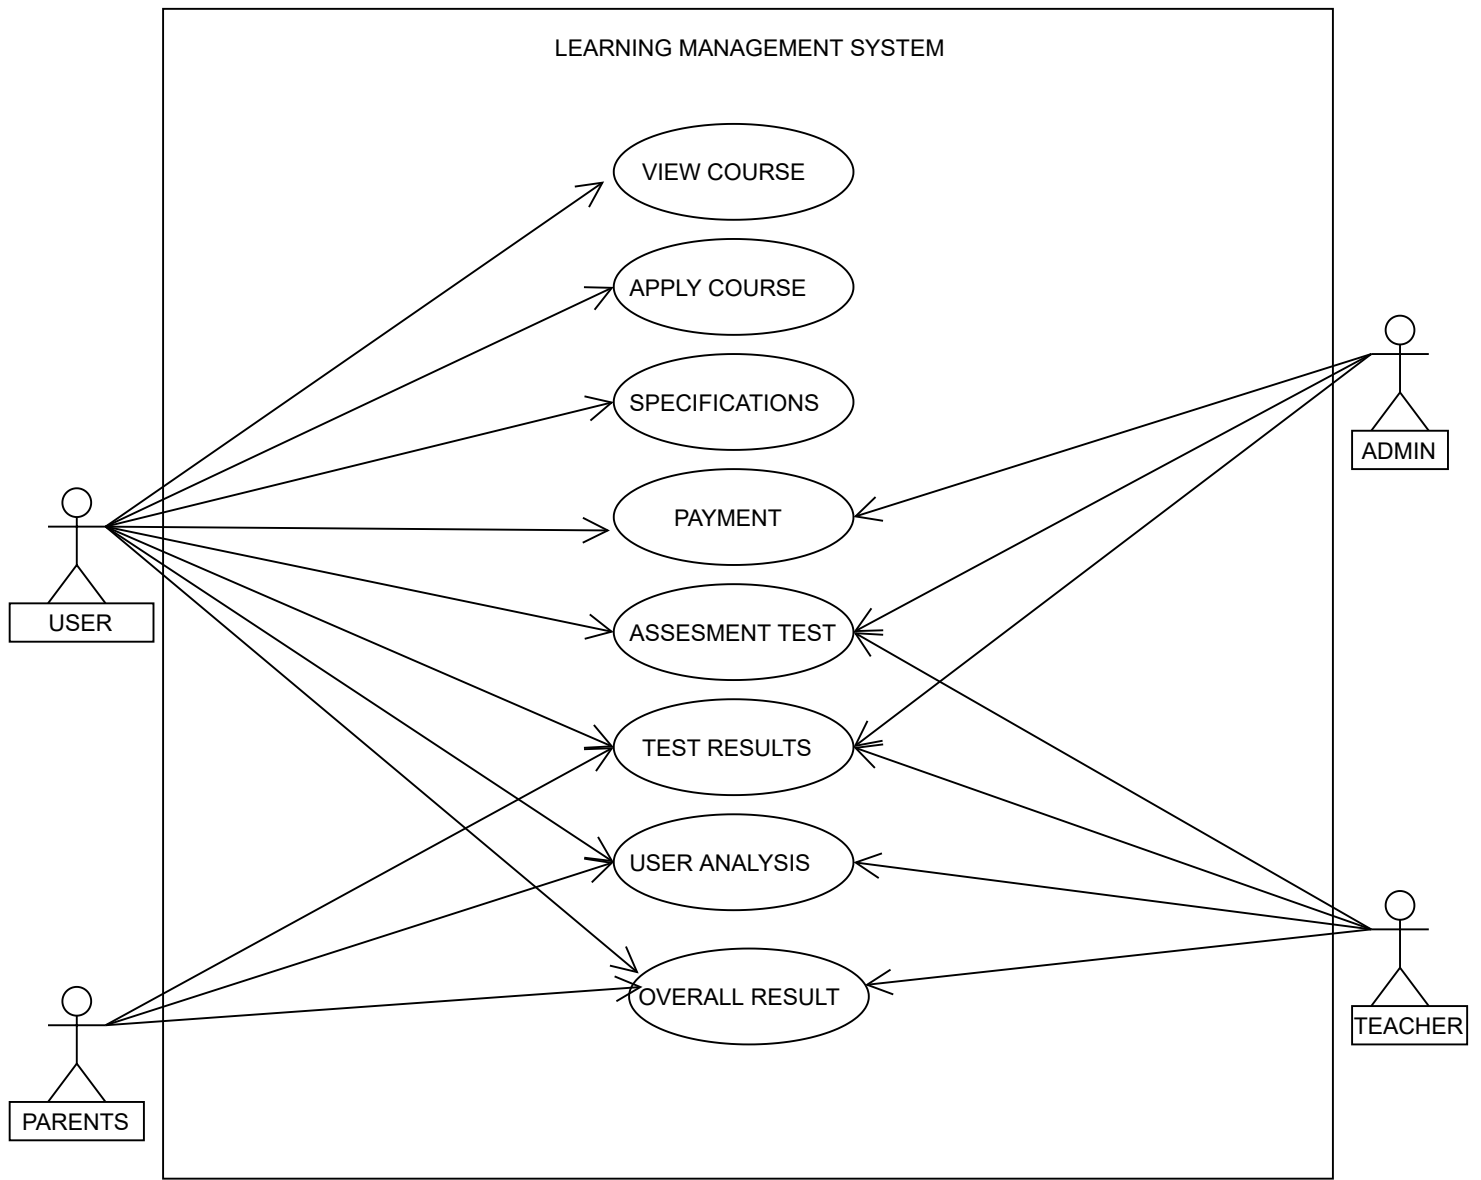 LEARNING MANAGEMENT SYSTEM
VIEW COURSE
APPLY COURSE
SPECIFICATIONS
ADMIN
PAYMENT
USER
ASSESMENT TEST
TEST RESULTS
USER ANALYSIS
OVERALL RESULT
TEACHER
PARENTS